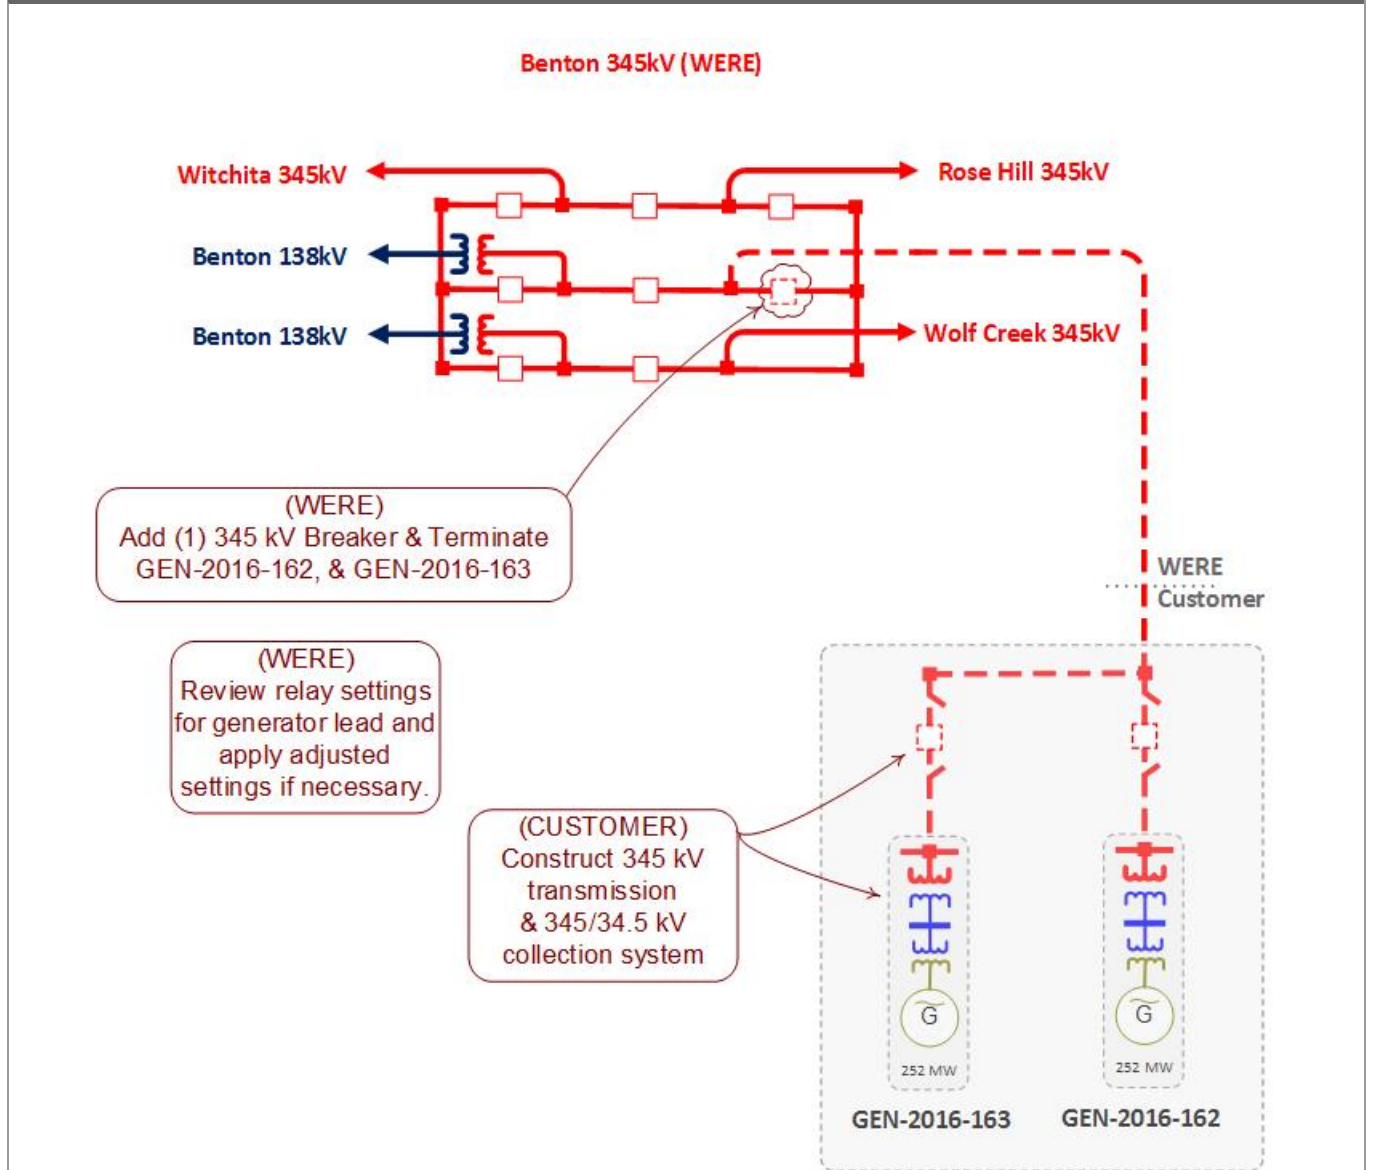 Benton 345kV (WERE)
Witchita 345kV
Rose Hill 345kV
Benton 138kV
Benton 138kV
Wolf Creek 345kV
(WERE)
Add (1) 345 kV Breaker & Terminate
GEN-2016-162, & GEN-2016-163
WERE
Customer
(WERE)
Review relay settings
for generator lead and
apply adjusted
settings if necessary.
(CUSTOMER)
Construct 345 kV
transmission
& 345/34.5 kV
collection system
G
252 MW
GEN-2016-163
G
252 MW
GEN-2016-162